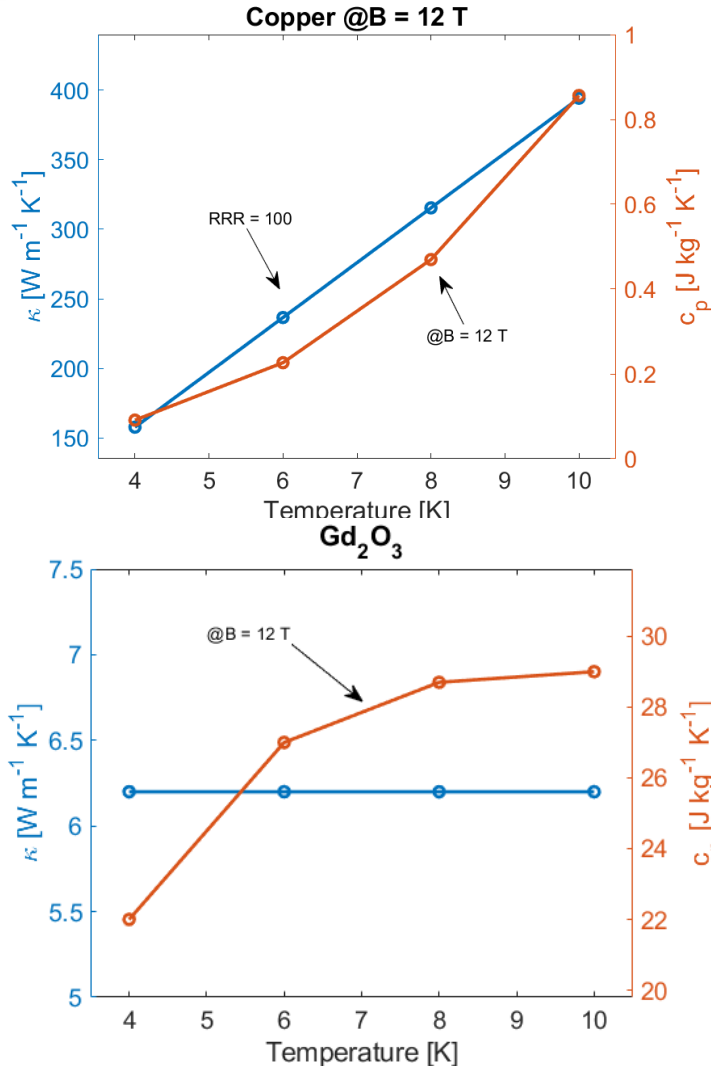 Copper @B = 12 T
κ [W m⁻¹ K⁻¹]
400
350
300
250
200
150
RRR = 100
@B = 12 T
1
0.8
0.6
0.4
0.2
0
c_p [J kg⁻¹ K⁻¹]
4 5 6 7 8 9 10
Temperature [K]
Gd₂O₃
κ [W m⁻¹ K⁻¹]
7.5
7
6.5
6
5.5
5
@B = 12 T
30
28
26
24
22
20
c [J kg⁻¹ K⁻¹]
4 5 6 7 8 9 10
Temperature [K]